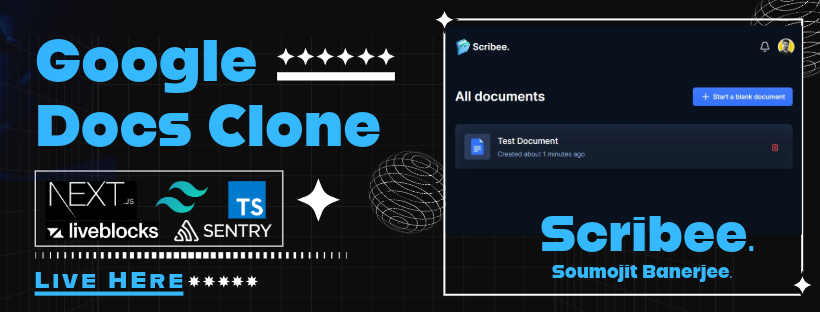 Google
Docs Clone
NEXT.JS
TS
liveblocks
SENTRY
LIVE HERE
Scribee.
All documents
+ Start a blank document
Test Document
Created about 1 minutes ago
Scribee.
Soumojit Banerjee.